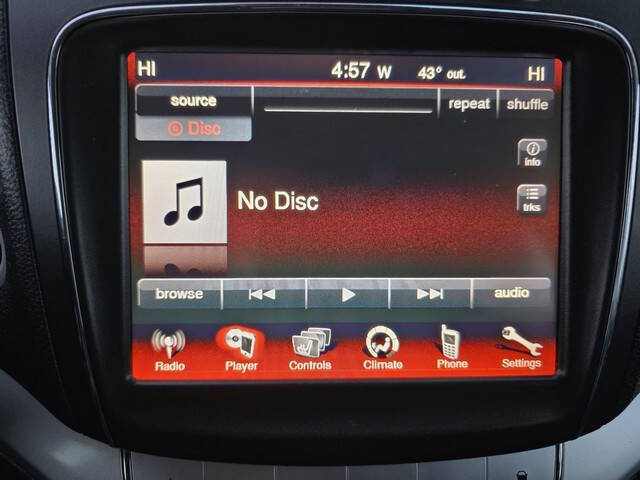 HI 4:57 W 43° out. HI
source repeat shuffle
Disc
info
No Disc
trks
browse audio
Radio Player Controls Climate Phone Settings